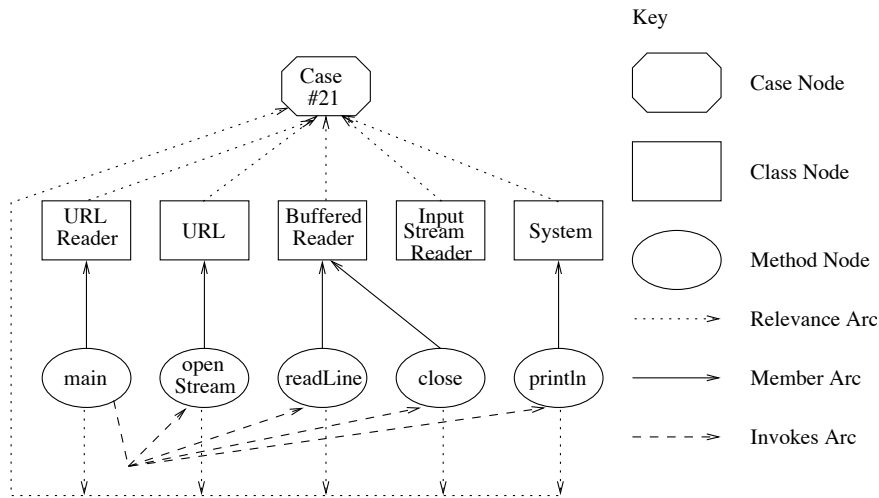 Key
Case
#21
Case Node
Class Node
URL
Reader
URL
Buffered
Reader
Input
Stream
Reader
System
Method Node
Relevance Arc
main
open
Stream
readLine
close
println
Member Arc
Invokes Arc